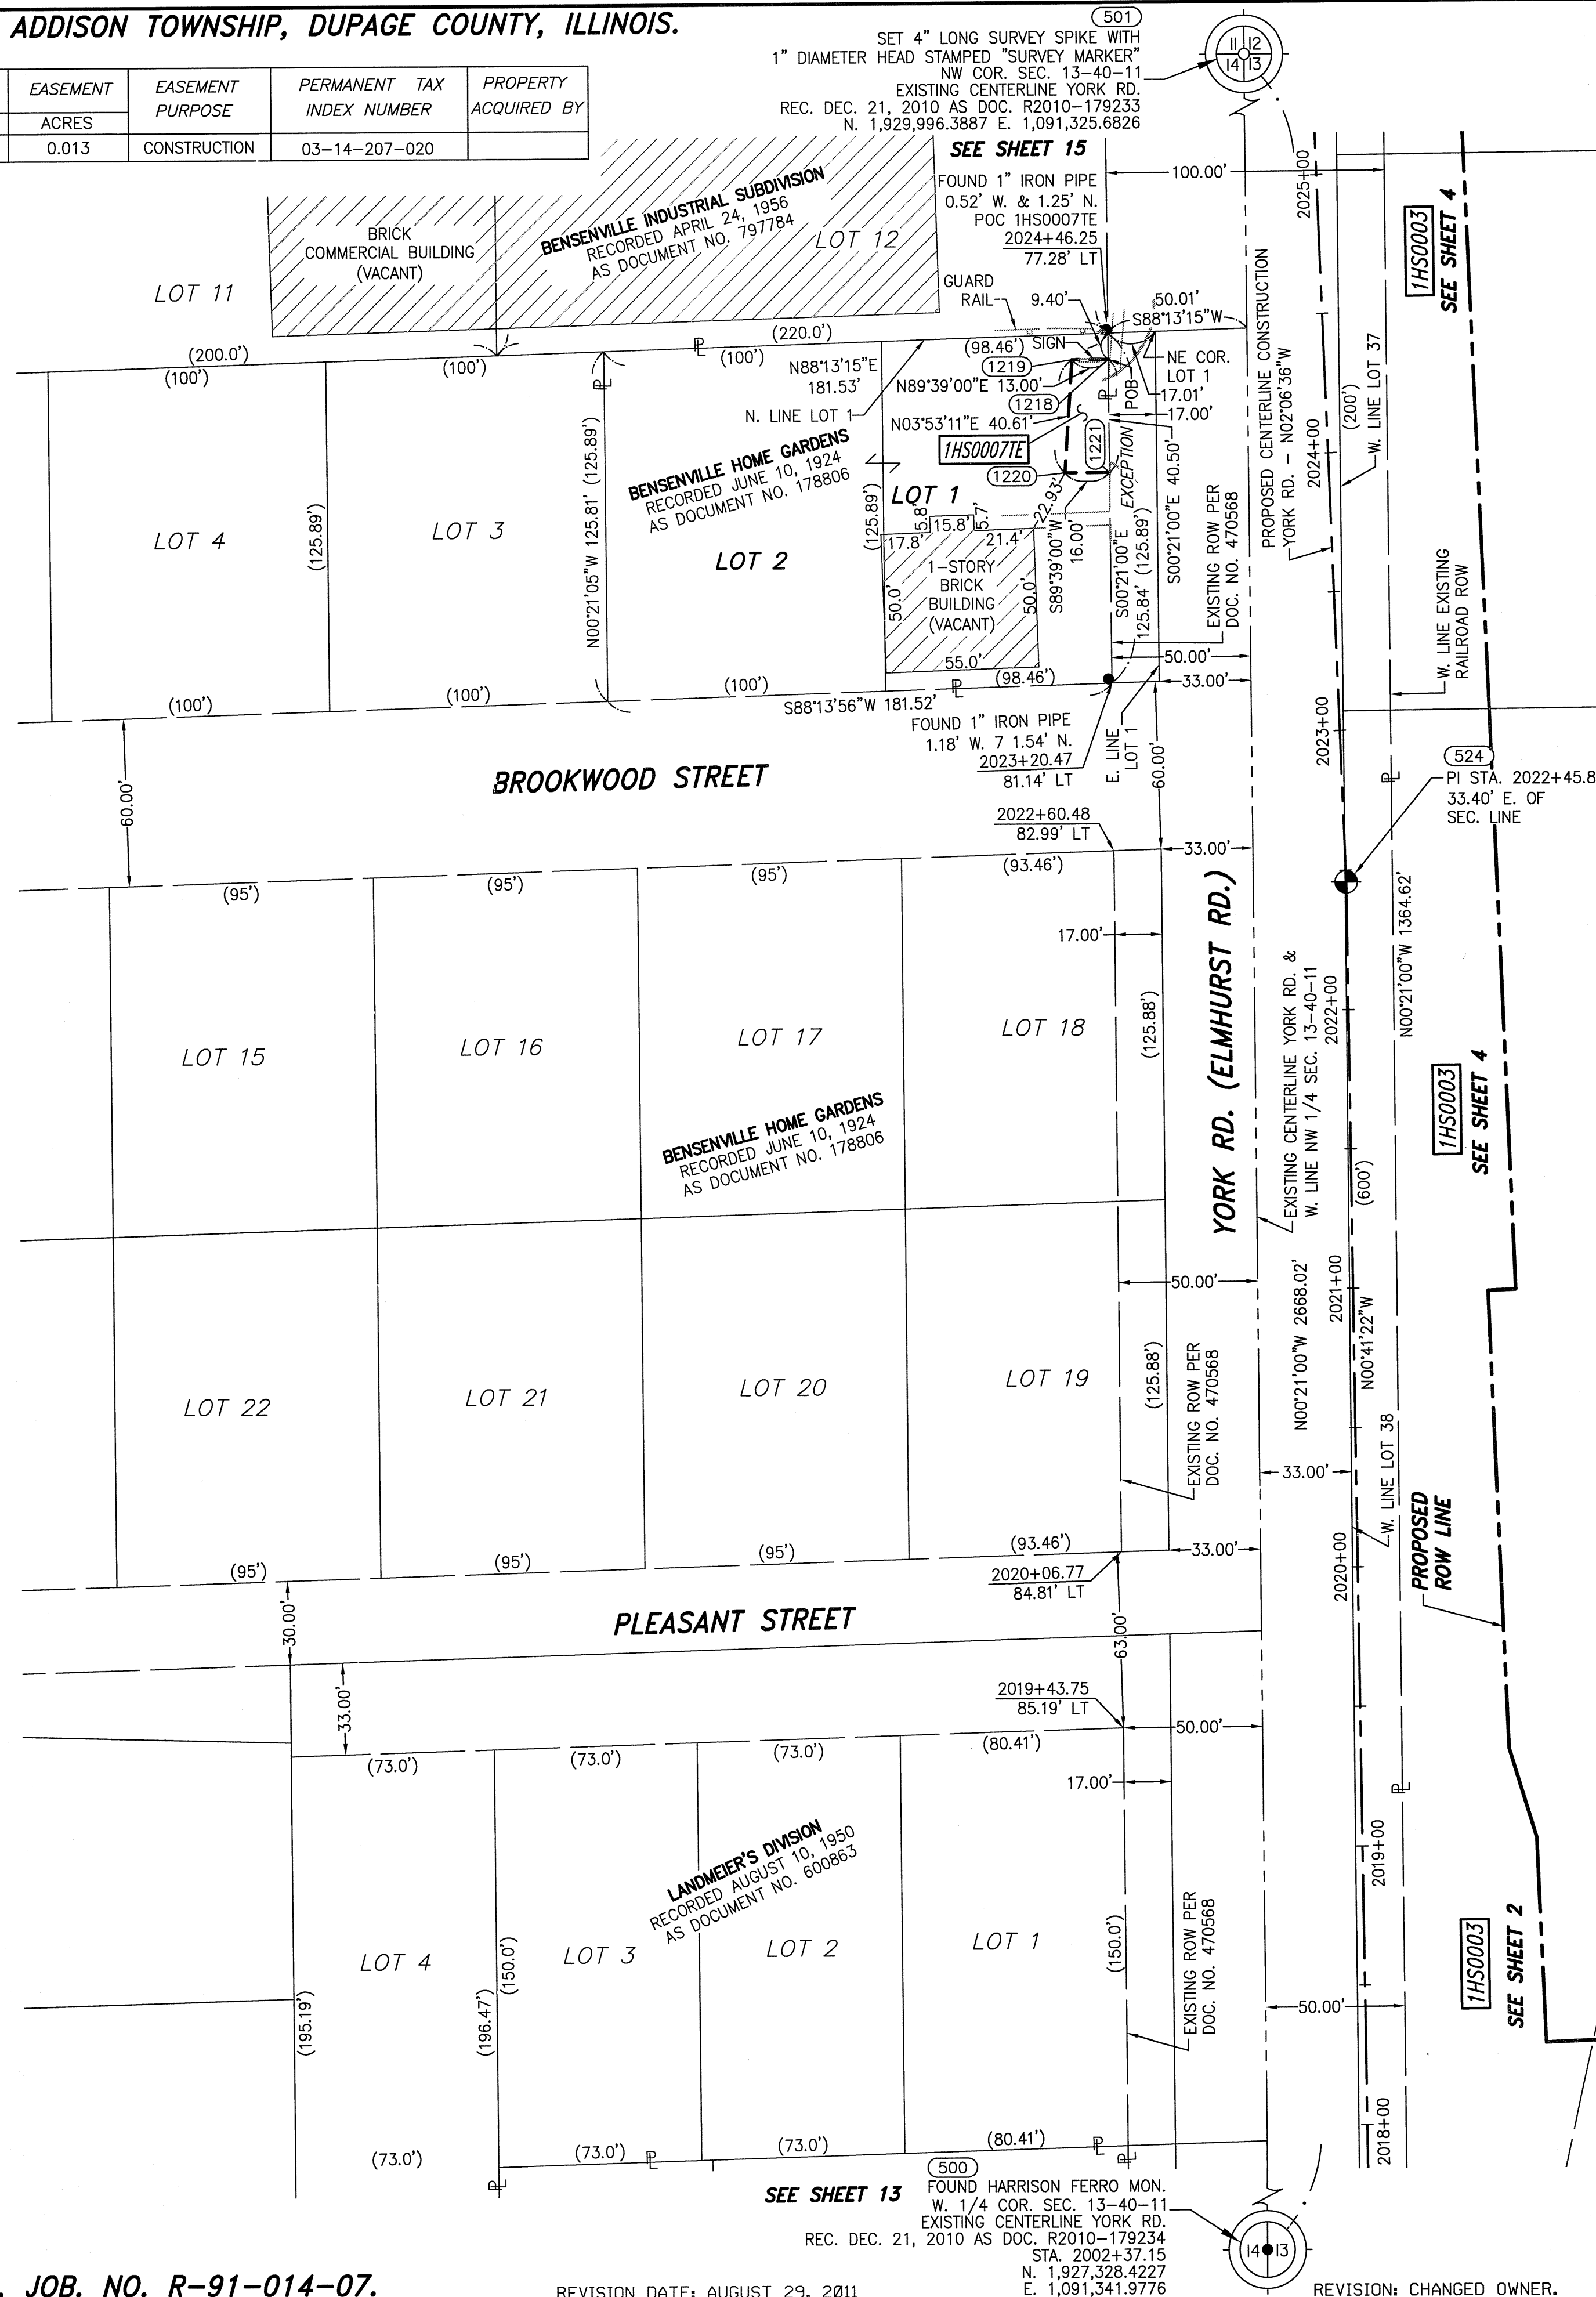 ADDISON TOWNSHIP, DUPAGE COUNTY, ILLINOIS.
EASEMENT
ACRES
EASEMENT
PURPOSE
PERMANENT TAX
INDEX NUMBER
PROPERTY
ACQUIRED BY
0.013
CONSTRUCTION
03-14-207-020
501
SET 4" LONG SURVEY SPIKE WITH
1" DIAMETER HEAD STAMPED "SURVEY MARKER"
NW COR. SEC. 13-40-11
EXISTING CENTERLINE YORK RD.
REC. DEC. 21, 2010 AS DOC. R2010-179233
N. 1,929,996.3887 E. 1,091,325.6826
11 12
14 13
SEE SHEET 15
FOUND 1" IRON PIPE
0.52' W. & 1.25' N.
POC 1HS0007TE
2024+46.25
77.28' LT
100.00'
2025+00
1HS0003
SEE SHEET 4
BRICK
COMMERCIAL BUILDING
(VACANT)
BENSENVILLE INDUSTRIAL SUBDIVISION
RECORDED APRIL 24, 1956
AS DOCUMENT NO. 797784
LOT 12
LOT 11
GUARD
RAIL
9.40'
50.01'
S88°13'15"W
(200.0')
(220.0')
(100')
(100')
(100')
(98.46')
SIGN
PL
PL
N88°13'15"E
181.53'
N. LINE LOT 1
1219
N89°39'00"E 13.00'
1218
N03°53'11"E 40.61'
1HS0007TE
1220
1221
PL
POB
NE COR.
LOT 1
17.01'
17.00'
EXCEPTION
S00°21'00"E 40.50'
22.93'
S89°39'00"W
16.00'
S00°21'00"E
125.84' (125.89')
EXISTING ROW PER
DOC. NO. 470568
PROPOSED CENTERLINE CONSTRUCTION
YORK RD. - N02°06'36"W
2024+00
(200')
W. LINE LOT 37
W. LINE EXISTING
RAILROAD ROW
BENSENVILLE HOME GARDENS
RECORDED JUNE 10, 1924
AS DOCUMENT NO. 178806
LOT 4
(125.89')
LOT 3
N00°21'05"W 125.81' (125.89')
LOT 2
(125.89')
LOT 1
17.8'
5.8'
15.8'
5.7'
21.4'
50.0'
1-STORY
BRICK
BUILDING
(VACANT)
50.0'
55.0'
(98.46')
50.00'
33.00'
(100')
(100')
(100')
PL
S88°13'56"W 181.52'
FOUND 1" IRON PIPE
1.18' W. 7 1.54' N.
2023+20.47
81.14' LT
E. LINE
LOT 1
60.00'
2023+00
PL
524
PI STA. 2022+45.8
33.40' E. OF
SEC. LINE
60.00'
BROOKWOOD STREET
2022+60.48
82.99' LT
33.00'
(95')
(95')
(95')
(93.46')
17.00'
YORK RD. (ELMHURST RD.)
EXISTING CENTERLINE YORK RD. &
W. LINE NW 1/4 SEC. 13-40-11
2022+00
N00°21'00"W 1364.62'
LOT 15
LOT 16
LOT 17
LOT 18
(125.88')
BENSENVILLE HOME GARDENS
RECORDED JUNE 10, 1924
AS DOCUMENT NO. 178806
1HS0003
SEE SHEET 4
(600')
50.00'
N00°21'00"W 2668.02'
2021+00
N00°41'22"W
LOT 22
LOT 21
LOT 20
LOT 19
(125.88')
EXISTING ROW PER
DOC. NO. 470568
33.00'
W. LINE LOT 38
PROPOSED
ROW LINE
(95')
(95')
(95')
(93.46')
33.00'
2020+00
2020+06.77
84.81' LT
30.00'
PLEASANT STREET
63.00'
33.00'
2019+43.75
85.19' LT
50.00'
(73.0')
(73.0')
(73.0')
(80.41')
17.00'
PL
2019+00
LANDMEIER'S DIVISION
RECORDED AUGUST 10, 1950
AS DOCUMENT NO. 600863
LOT 4
LOT 3
LOT 2
LOT 1
(195.19')
(196.47')
(150.0')
(150.0')
EXISTING ROW PER
DOC. NO. 470568
50.00'
1HS0003
SEE SHEET 2
2018+00
(73.0')
(73.0')
(73.0')
(80.41')
PL
PL
PL
PL
SEE SHEET 13
500
FOUND HARRISON FERRO MON.
W. 1/4 COR. SEC. 13-40-11
EXISTING CENTERLINE YORK RD.
REC. DEC. 21, 2010 AS DOC. R2010-179234
STA. 2002+37.15
N. 1,927,328.4227
E. 1,091,341.9776
14 13
. JOB. NO. R-91-014-07.
REVISION DATE: AUGUST 29, 2011
REVISION: CHANGED OWNER.